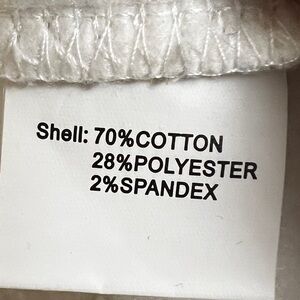 Shell: 70%COTTON
28%POLYESTER
2%SPANDEX